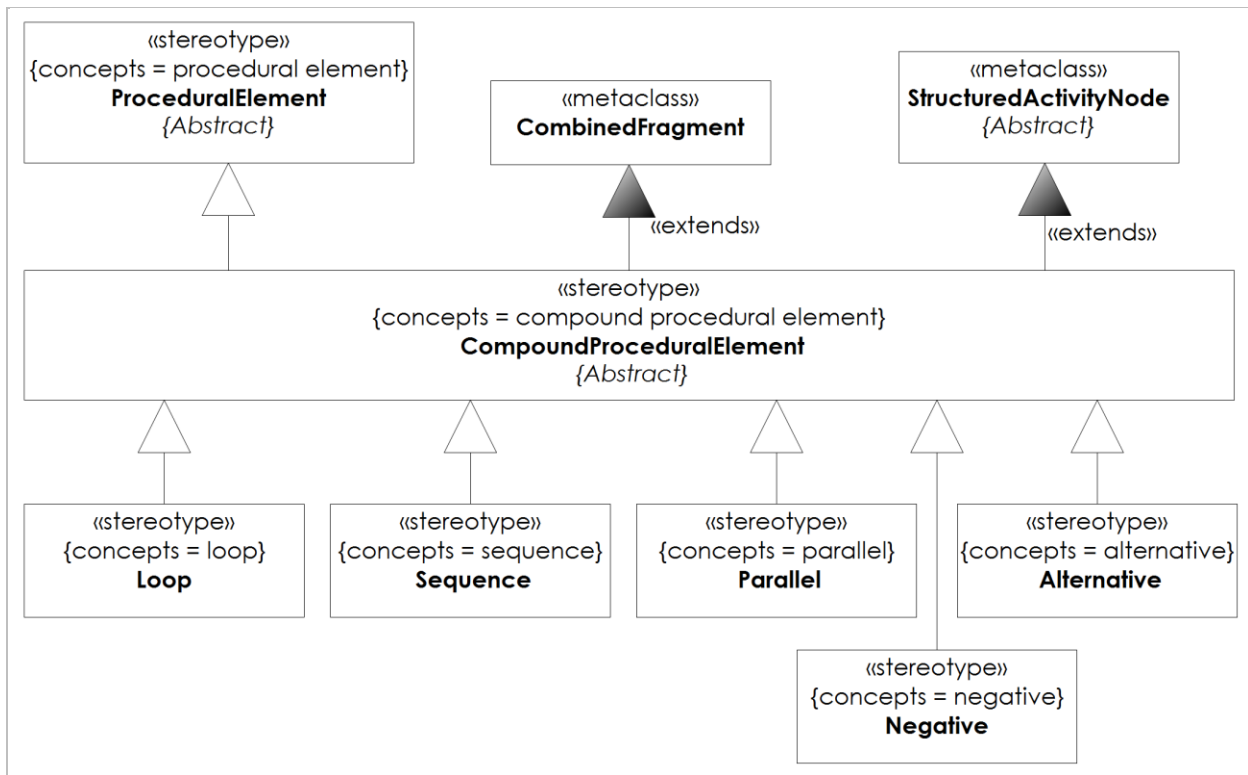 «stereotype»
{concepts = procedural element}
ProceduralElement
{Abstract}
«metaclass»
CombinedFragment
«metaclass»
StructuredActivityNode
{Abstract}
«extends»
«extends»
«stereotype»
{concepts = compound procedural element}
CompoundProceduralElement
{Abstract}
«stereotype»
{concepts = loop}
Loop
«stereotype»
{concepts = sequence}
Sequence
«stereotype»
{concepts = parallel}
Parallel
«stereotype»
{concepts = alternative}
Alternative
«stereotype»
{concepts = negative}
Negative